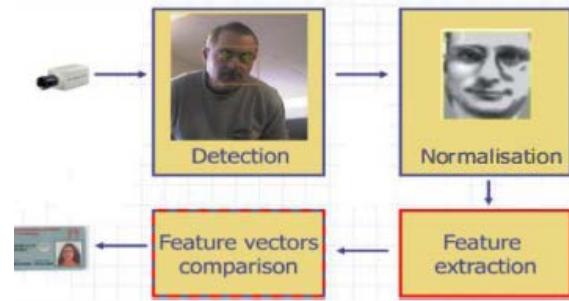 Detection
Normalisation
Feature vectors
comparison
Feature
extraction